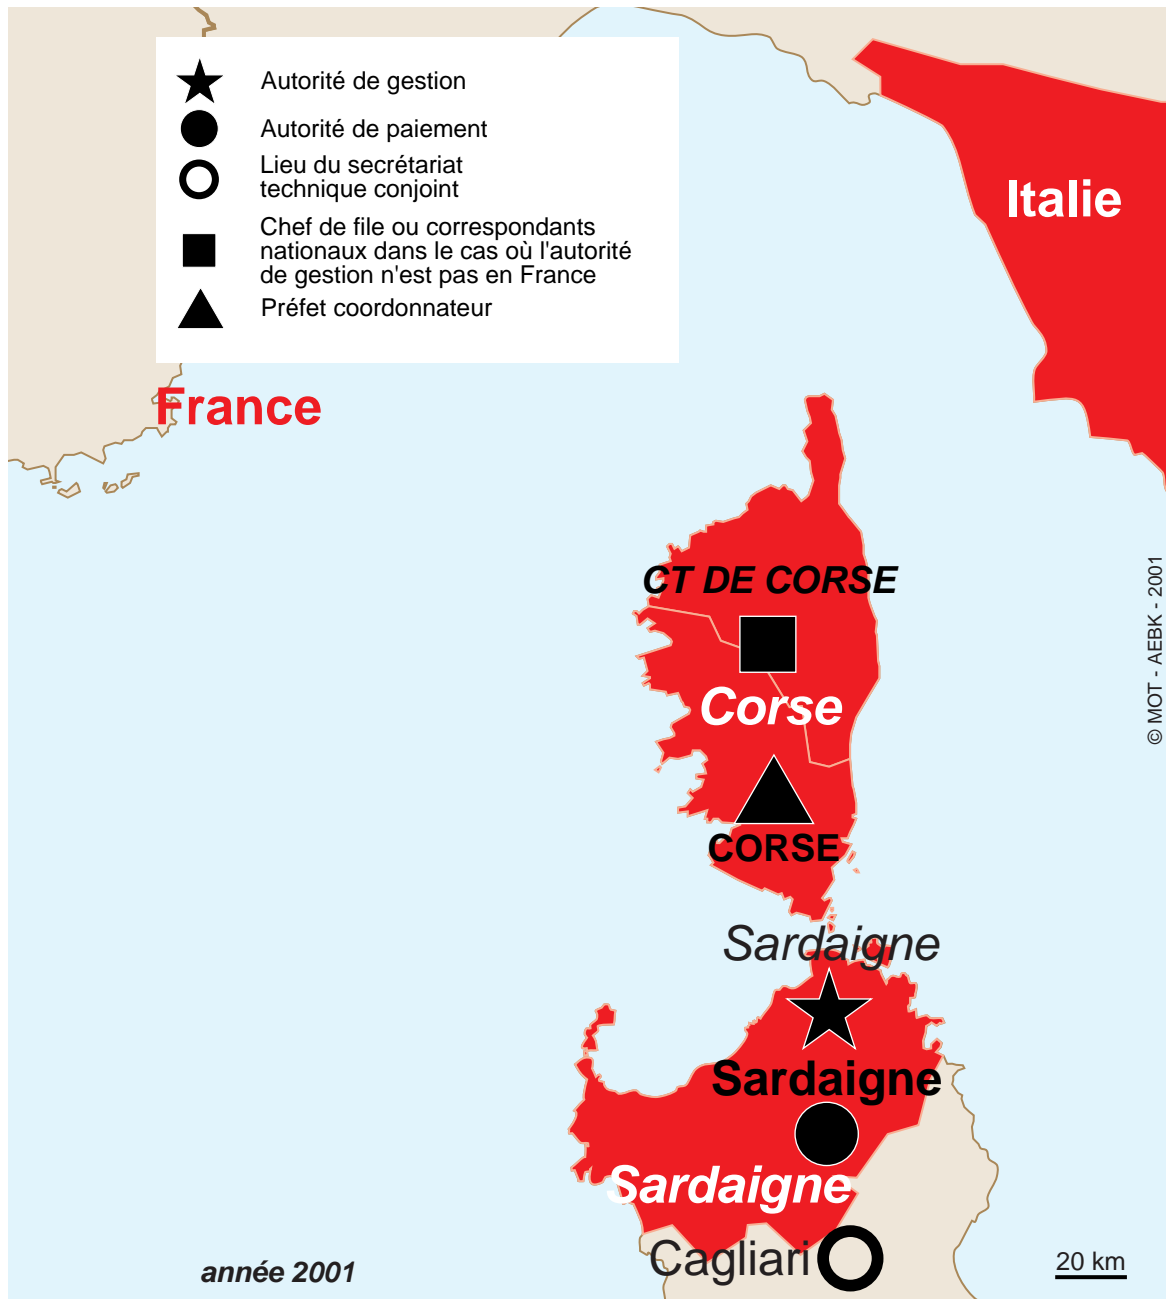 Autorité de gestion
Autorité de paiement
Lieu du secrétariat
technique conjoint
Chef de file ou correspondants
nationaux dans le cas où l'autorité
de gestion n'est pas en France
Préfet coordonnateur
Italie
France
CT DE CORSE
Corse
CORSE
© MOT - AEBK - 2001
Sardaigne
Sardaigne
Sardaigne
Cagliari
année 2001
20 km